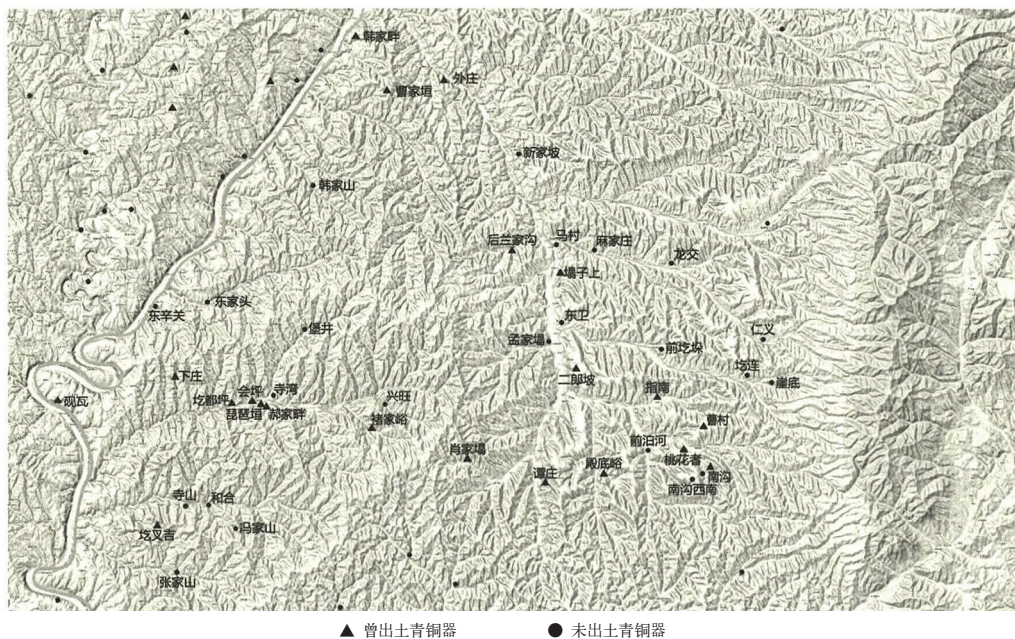 韩家畔
外庄
曹家垣
新家坡
韩家山
后兰家沟
马村
麻家庄
龙交
墕子上
东辛关
东家头
东卫
堡井
孟家墕
前圪垛
仁义
圪连
崖底
下庄
砚瓦
圪都坪
会坪
寺湾
琵琶垣
郝家畔
兴旺
褚家峪
二郎坡
指南
曹村
肖家墕
前泊河
桃花者
谭庄
殿底峪
南沟
南沟西南
寺山
和合
圪叉吉
冯家山
张家山
曾出土青铜器
未出土青铜器